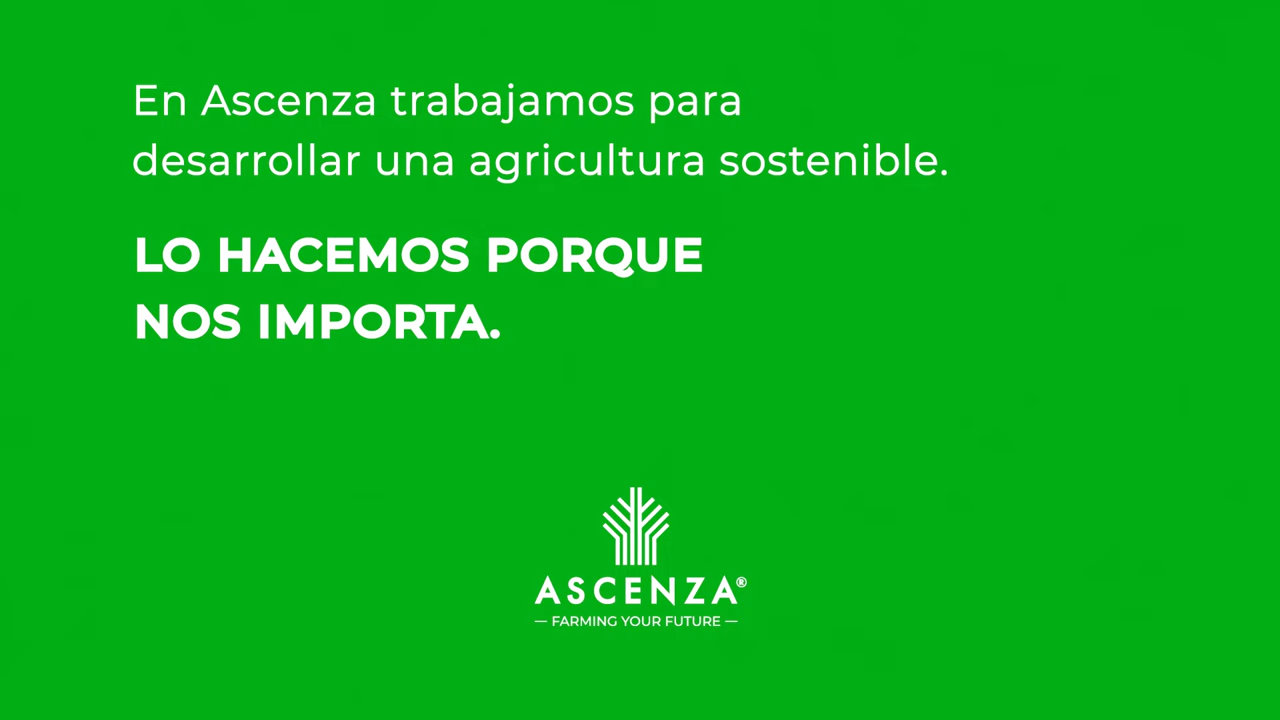 En Ascenza trabajamos para
desarrollar una agricultura sostenible.
LO HACEMOS PORQUE
NOS IMPORTA.
ASCENZA®
— FARMING YOUR FUTURE —